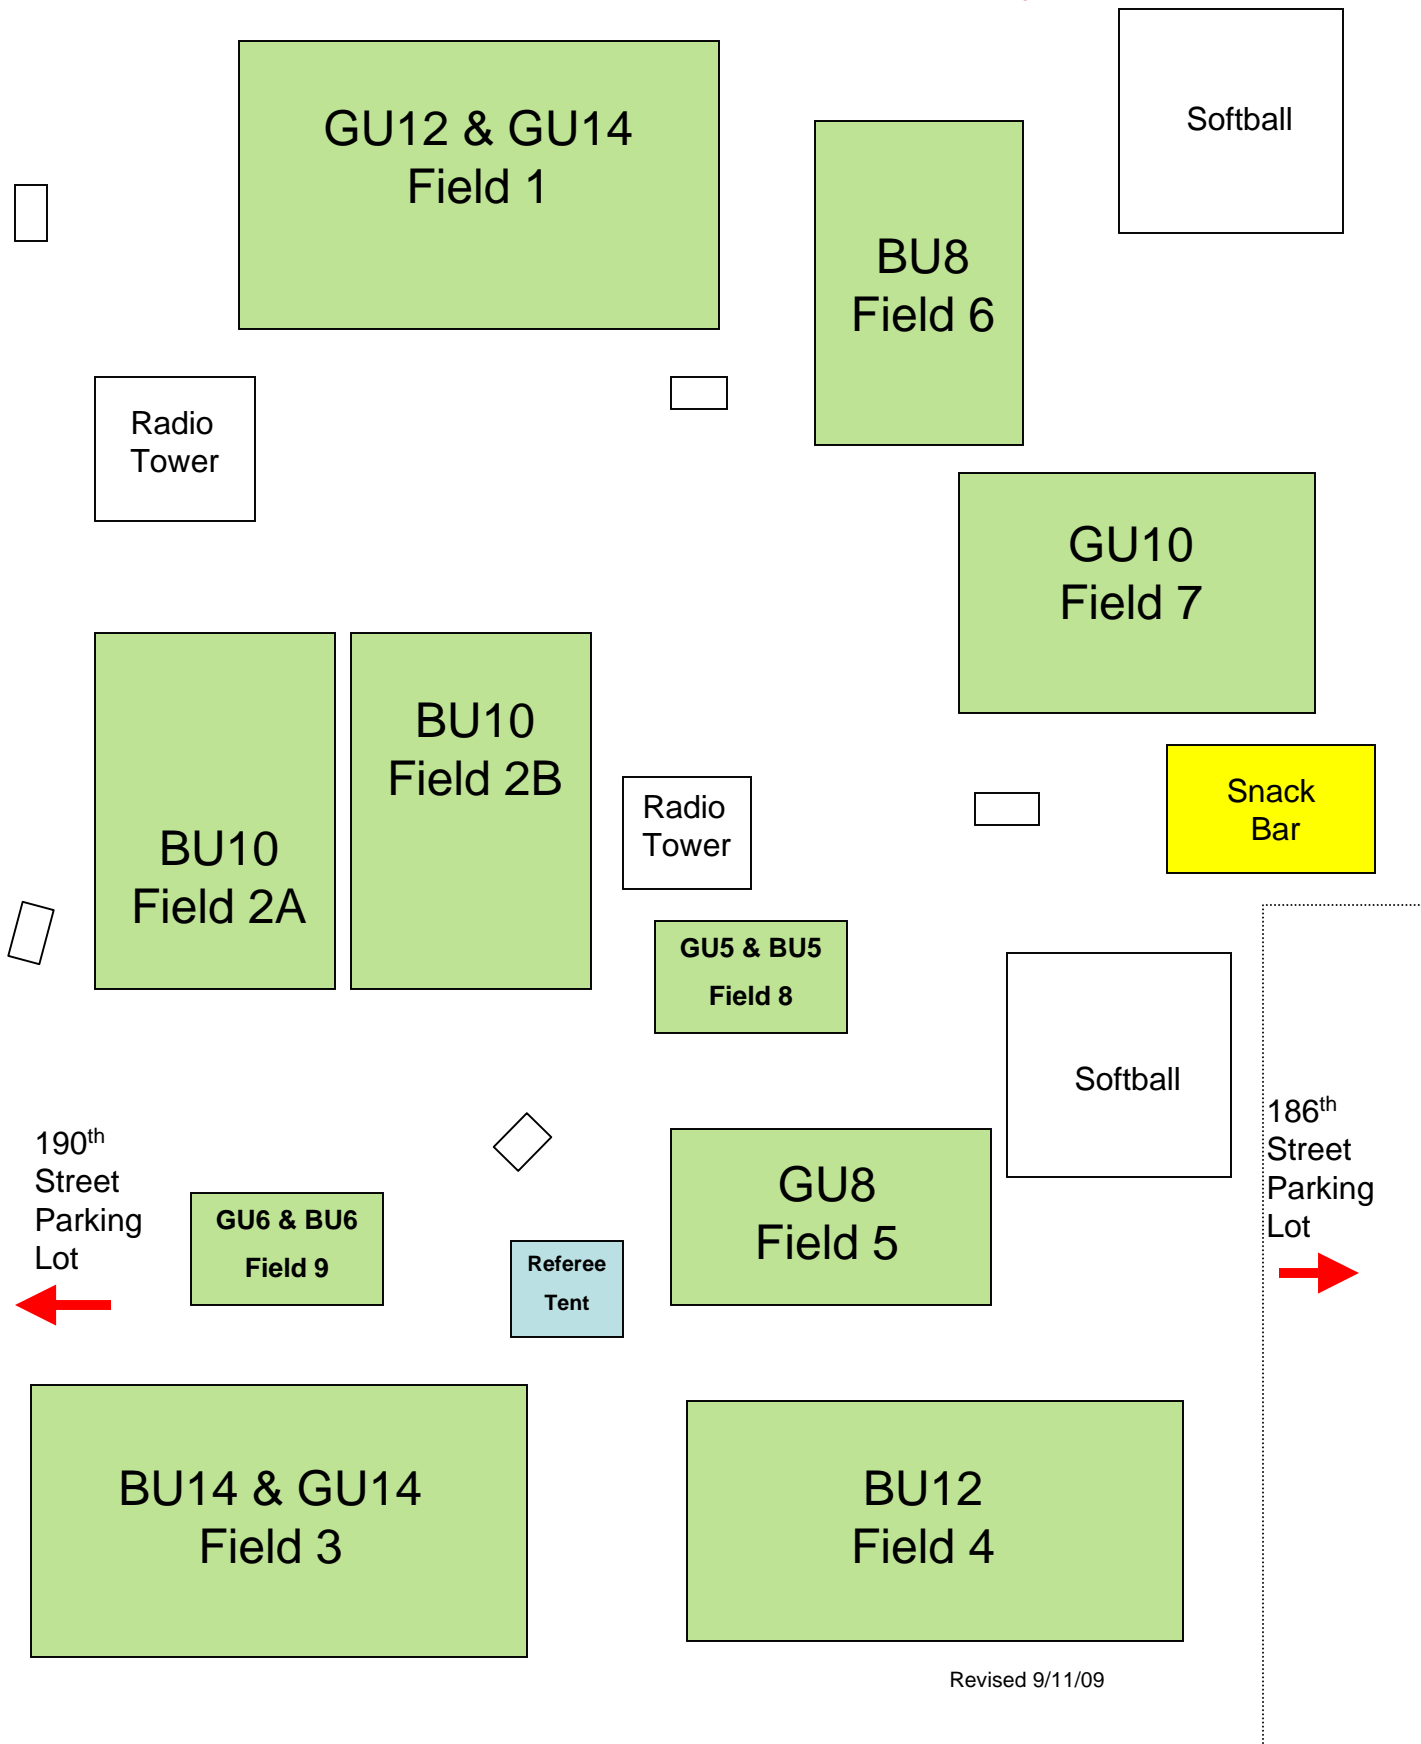 GU12 & GU14
Field 1
Softball
BU8
Field 6
Radio
Tower
GU10
Field 7
BU10
Field 2B
BU10
Field 2A
Radio
Tower
Snack
Bar
GU5 & BU5
Field 8
Softball
190th
Street
Parking
Lot
186th
Street
Parking
Lot
GU8
Field 5
GU6 & BU6
Field 9
Referee
Tent
BU14 & GU14
Field 3
BU12
Field 4
Revised 9/11/09